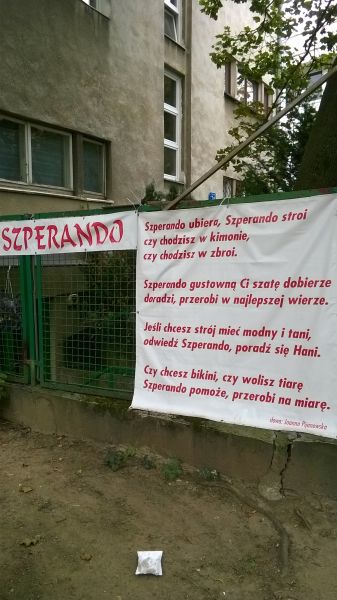 SZPERANDO
Szperando ubiera, Szperando stroi
czy chodzisz w kimonie,
czy chodzisz w zbroi.
Szperando gustowną Ci szatę dobierze
doradzi, przerobi w najlepszej wierze.
Jeśli chcesz strój mieć modny i tani,
odwiedź Szperando, poradź się Hani.
Czy chcesz bikini, czy wolisz tiarę
Szperando pomoże, przerobi na miarę.
słowa: Joanna